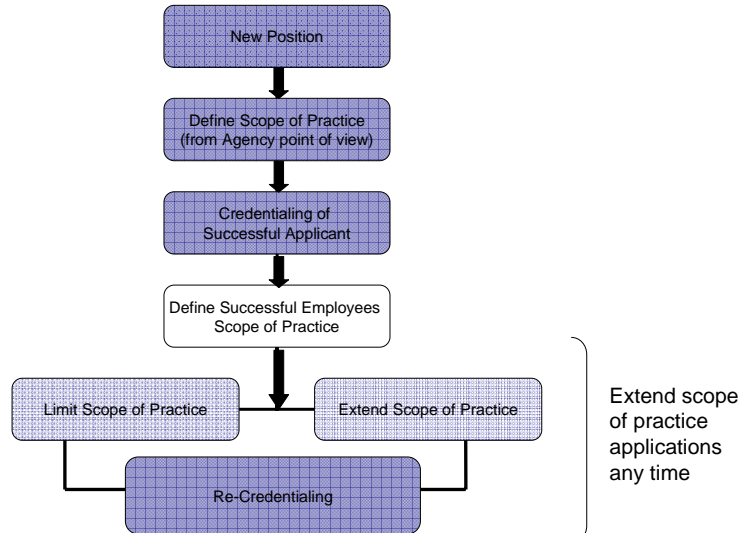 New Position
Define Scope of Practice
(from Agency point of view)
Credentialing of
Successful Applicant
Define Successful Employees
Scope of Practice
Limit Scope of Practice
Extend Scope of Practice
Re-Credentialing
Extend scope
of practice
applications
any time